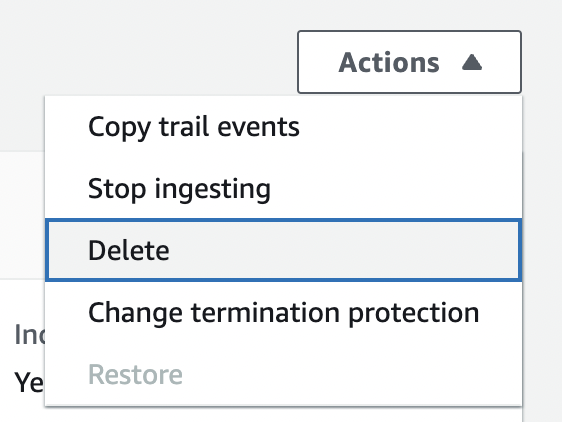 Actions
Copy trail events
Stop ingesting
Delete
Change termination protection
Restore